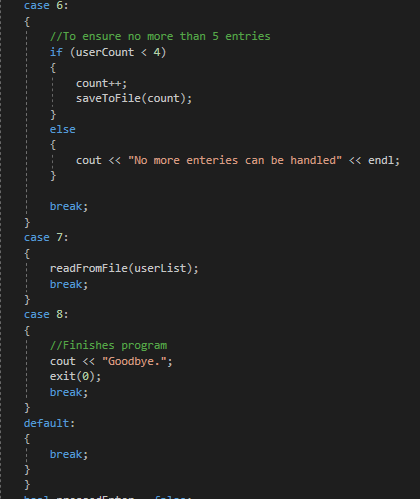 case 6:
{
//To ensure no more than 5 entries
if (userCount < 4)
{
count++;
saveToFile(count);
}
else
{
cout << "No more enteries can be handled" << endl;
}
break;
}
case 7:
{
readFromFile(userList);
break;
}
case 8:
{
//Finishes program
cout << "Goodbye.";
exit(0);
break;
}
default:
{
break;
}
}